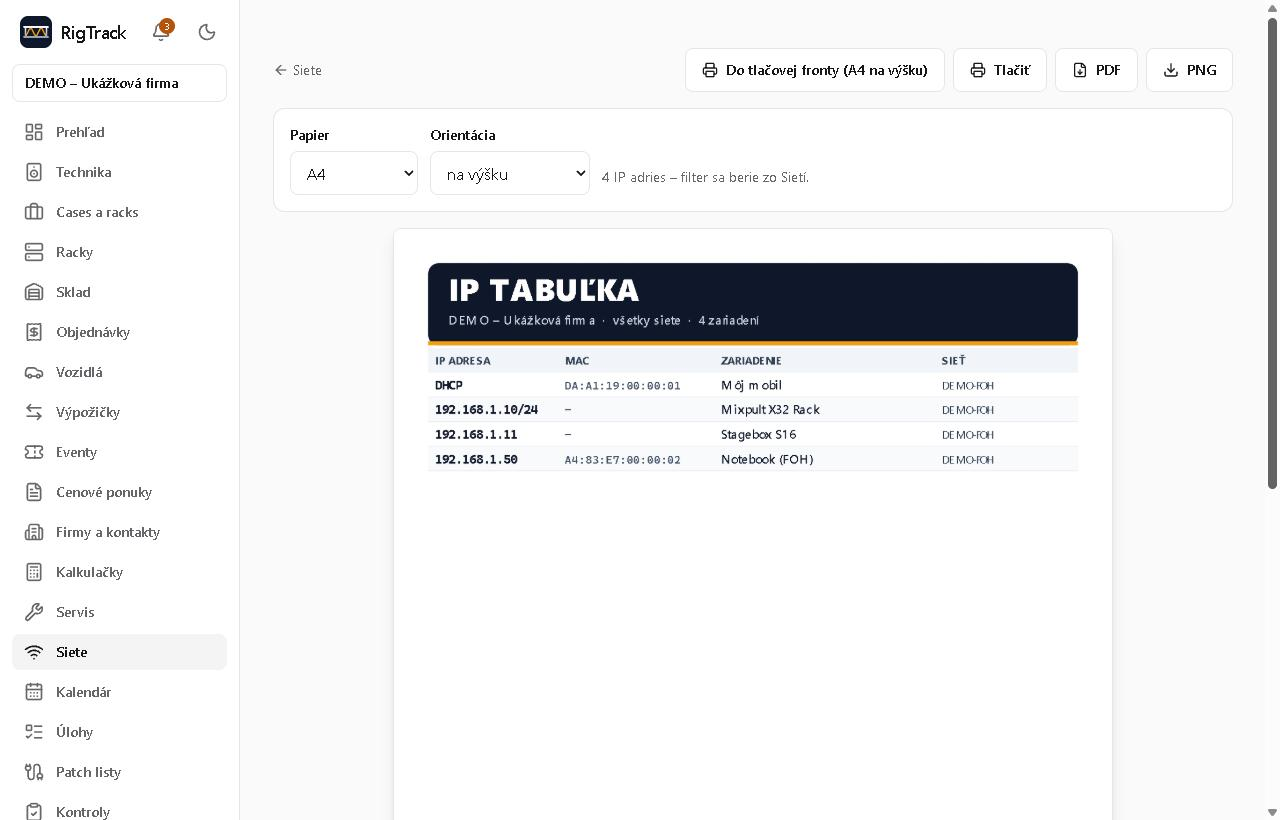 RigTrack
3
DEMO – Ukážková firma
Prehľad
Technika
Cases a racks
Racky
Sklad
Objednávky
Vozidlá
Výpožičky
Eventy
Cenové ponuky
Firmy a kontakty
Kalkulačky
Servis
Siete
Kalendár
Úlohy
Patch listy
Kontroly
Siete
Do tlačovej fronty (A4 na výšku)
Tlačiť
PDF
PNG
Papier
Orientácia
A4
na výšku
4 IP adries – filter sa berie zo Sietí.
IP TABUĽKA
DEMO – Ukážková firma · všetky siete · 4 zariadení
IP ADRESA MAC ZARIADENIE SIEŤ
DHCP DA:A1:19:00:00:01 Môj mobil DEMO-FOH
192.168.1.10/24 – Mixpult X32 Rack DEMO-FOH
192.168.1.11 – Stagebox S16 DEMO-FOH
192.168.1.50 A4:83:E7:00:00:02 Notebook (FOH) DEMO-FOH